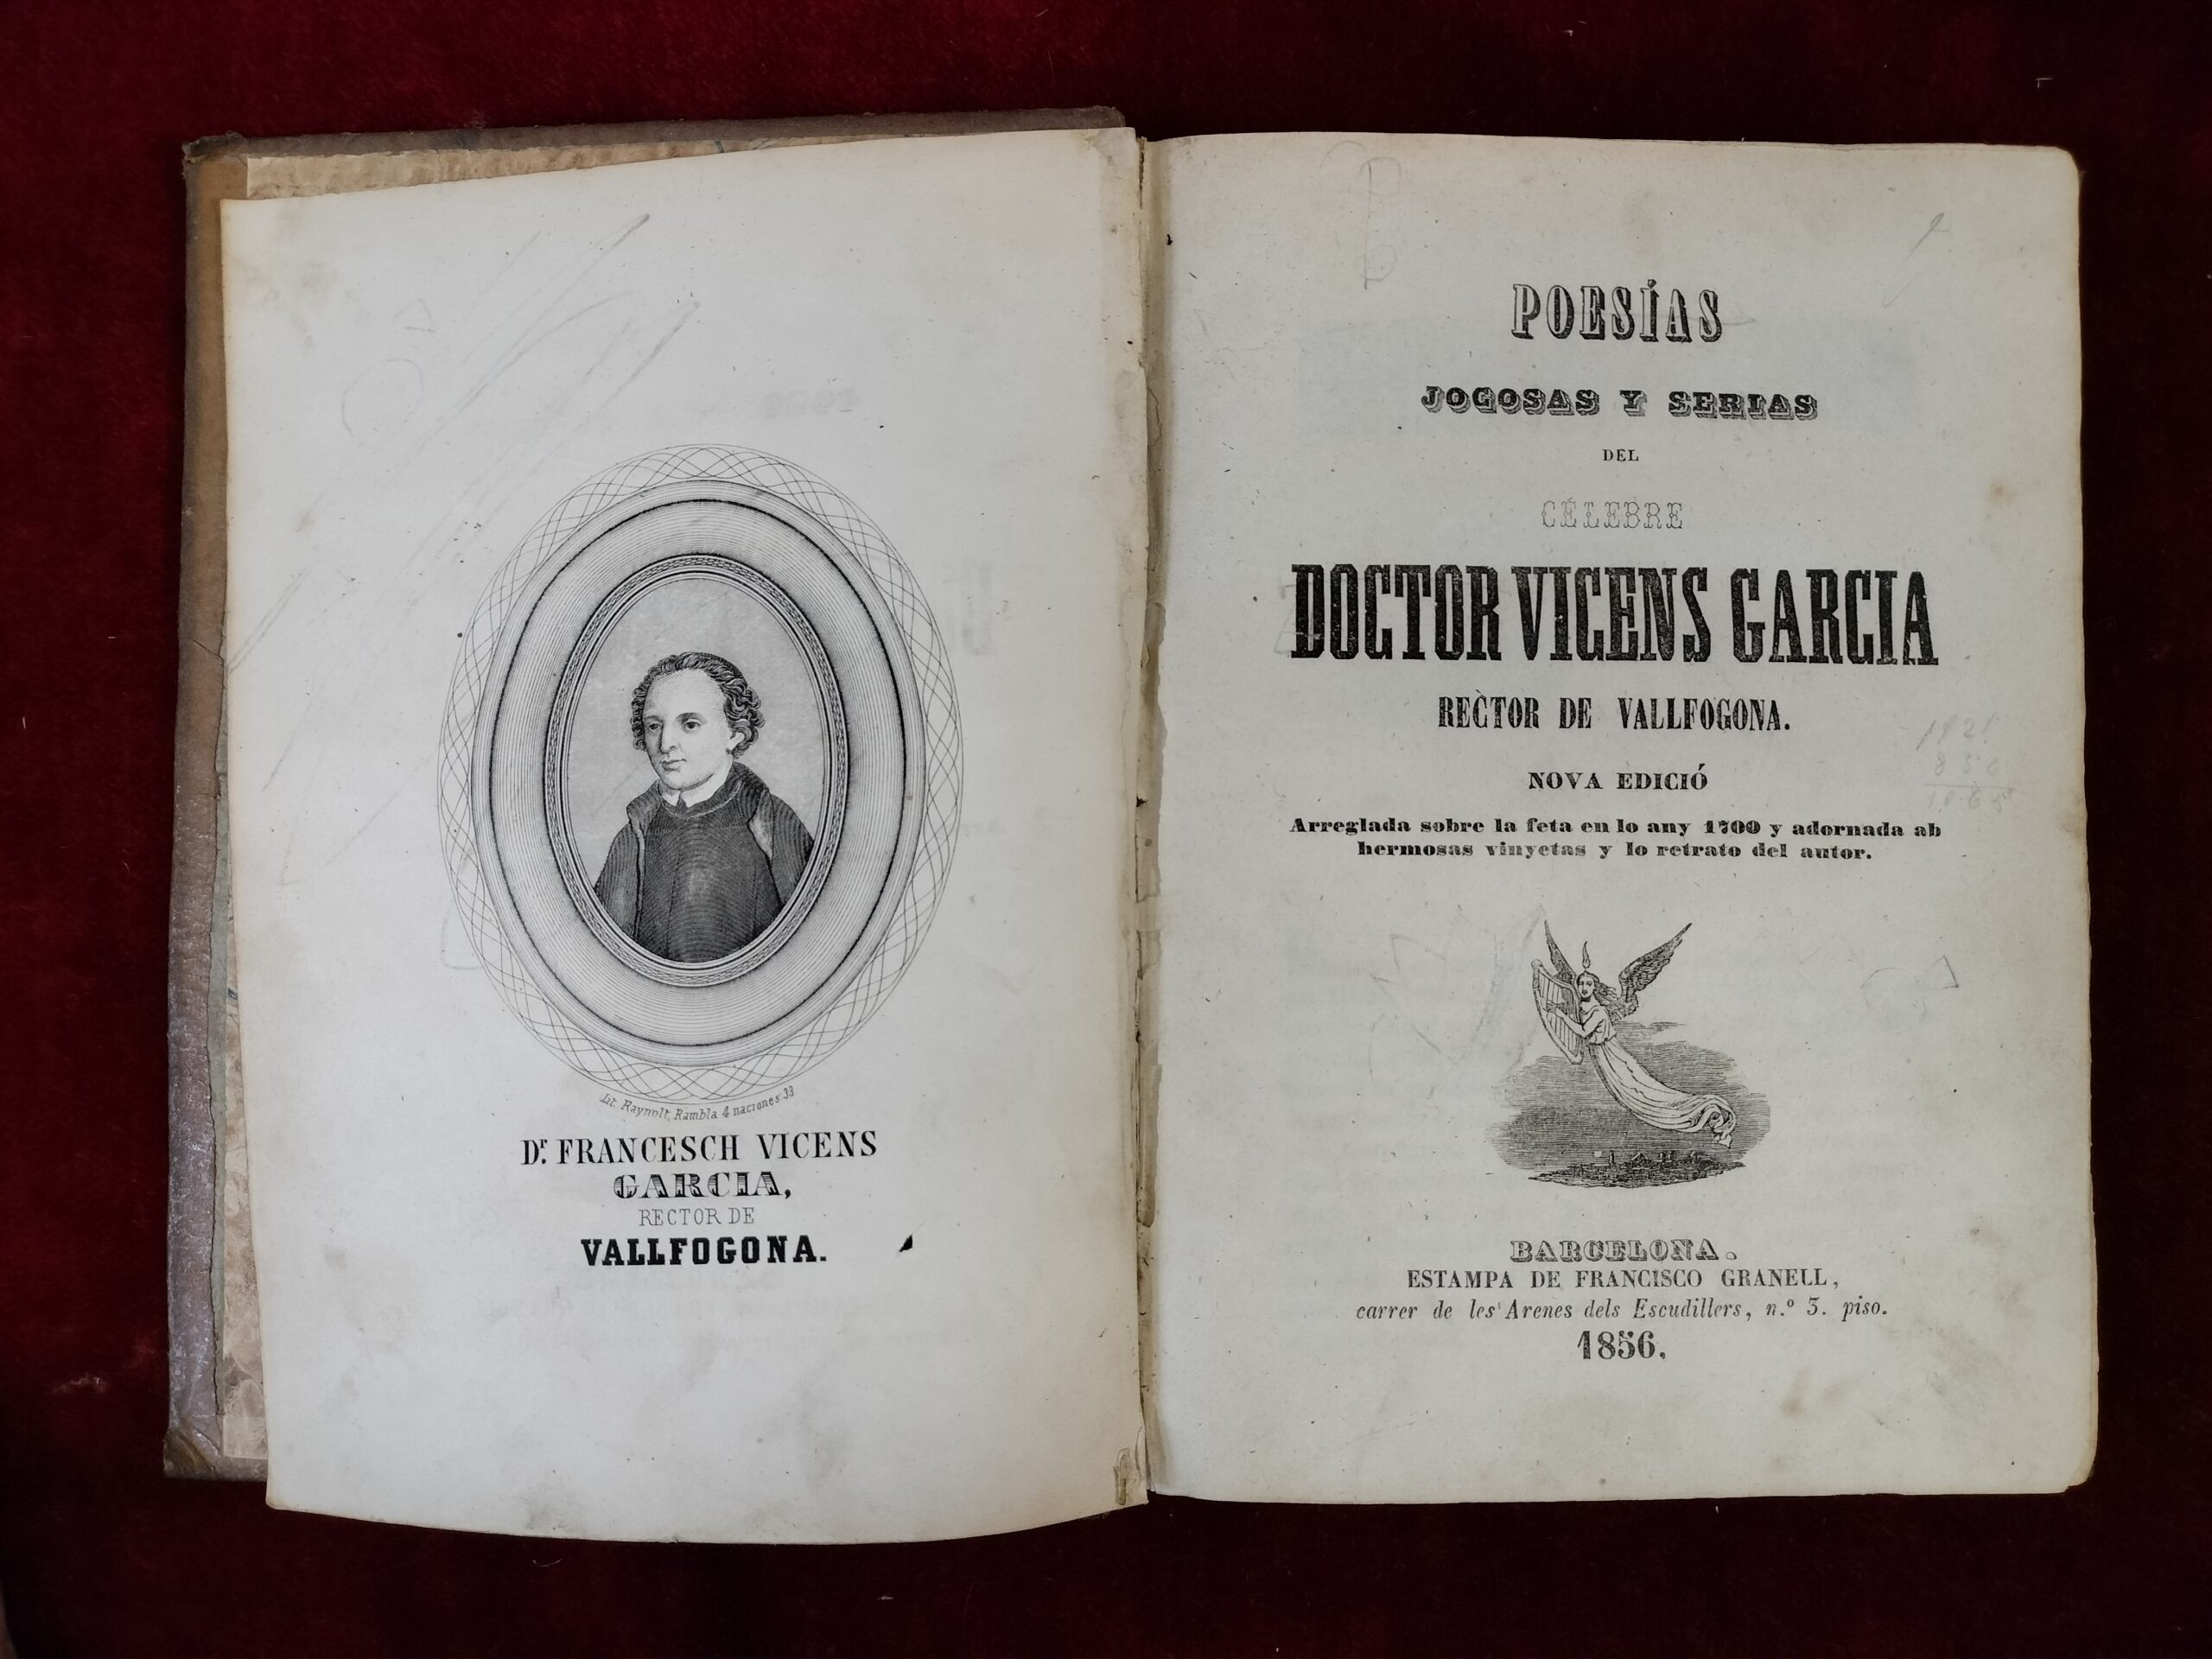 Lit. Raynolt, Rambla 4 naciones 33
Dr. FRANCESCH VICENS
GARCIA,
RECTOR DE
VALLFOGONA.
POESÍAS
JOCOSAS Y SERIAS
DEL
CÉLEBRE
DOCTOR VICENS GARCIA
RECTOR DE VALLFOGONA.
NOVA EDICIÓ
Arreglada sobre la feta en lo any 1700 y adornada ab
hermosas vinyetas y lo retrato del autor.
BARCELONA.
ESTAMPA DE FRANCISCO GRANELL,
carrer de les Arenes dels Escudillers, n.º 3. piso.
1856.